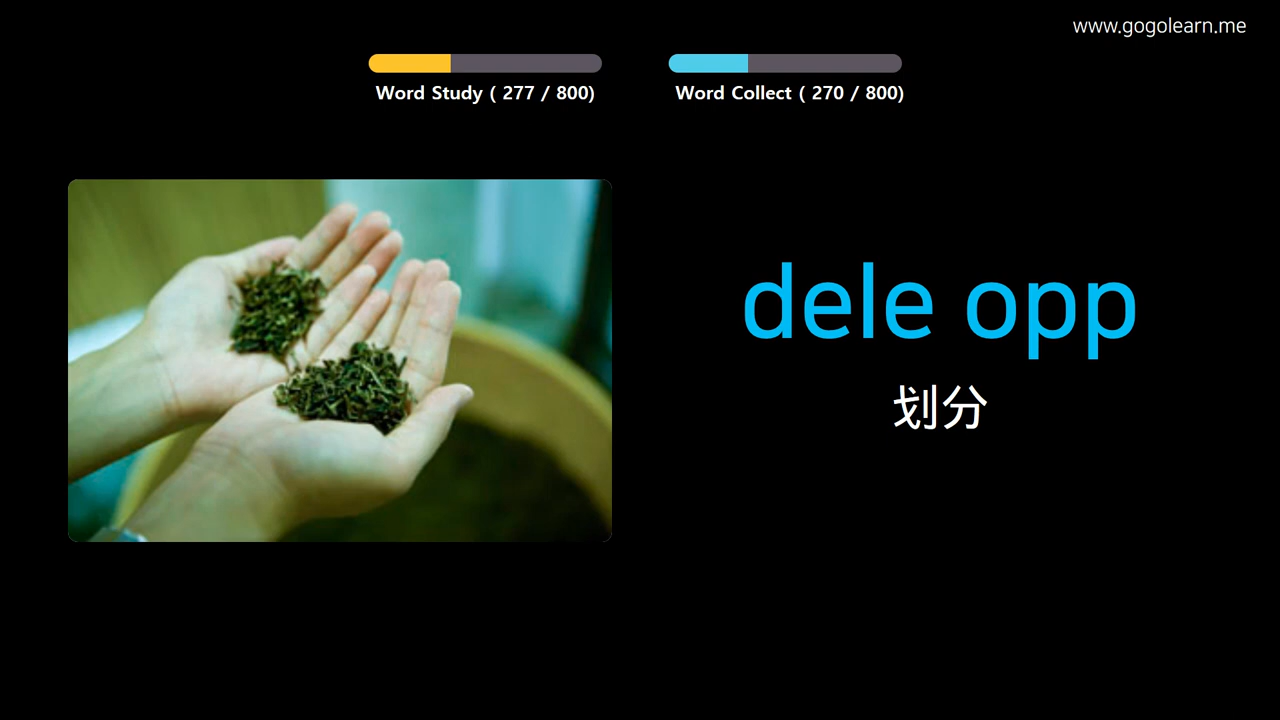 www.gogolearn.me
Word Study ( 277 / 800)
Word Collect ( 270 / 800)
dele opp
划分